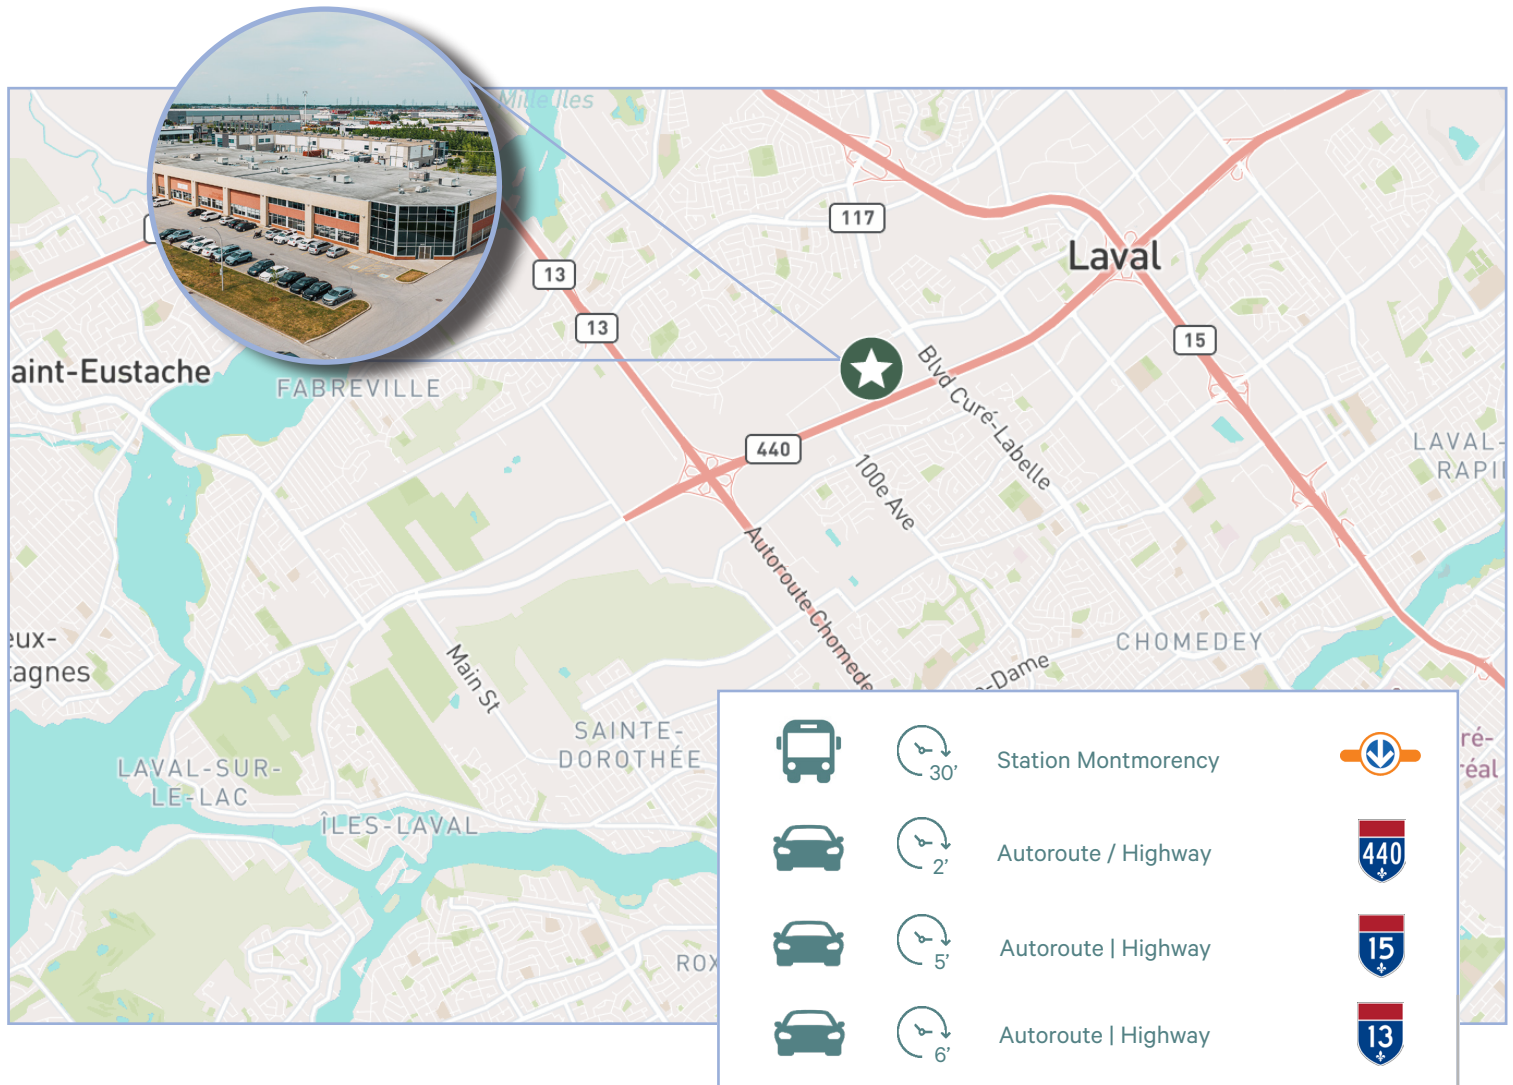 Mille Îles
117
Laval
13
13
15
aint-Eustache
FABREVILLE
Blvd Curé-Labelle
440
100e Ave
LAVAL-
RAPI
Autoroute Chomede
eux-
tagnes
CHOMEDEY
Main St
-Dame
SAINTE-
DOROTHÉE
LAVAL-SUR-
LE-LAC
ÎLES-LAVAL
ROX
ré-
réal
30’ Station Montmorency
2’ Autoroute / Highway 440
5’ Autoroute | Highway 15
6’ Autoroute | Highway 13